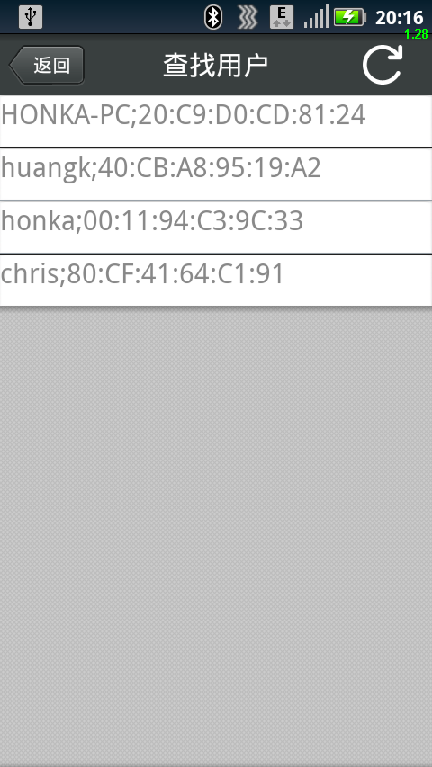 E
20:16
1.28
返回
查找用户
HONKA-PC;20:C9:D0:CD:81:24
huangk;40:CB:A8:95:19:A2
honka;00:11:94:C3:9C:33
chris;80:CF:41:64:C1:91